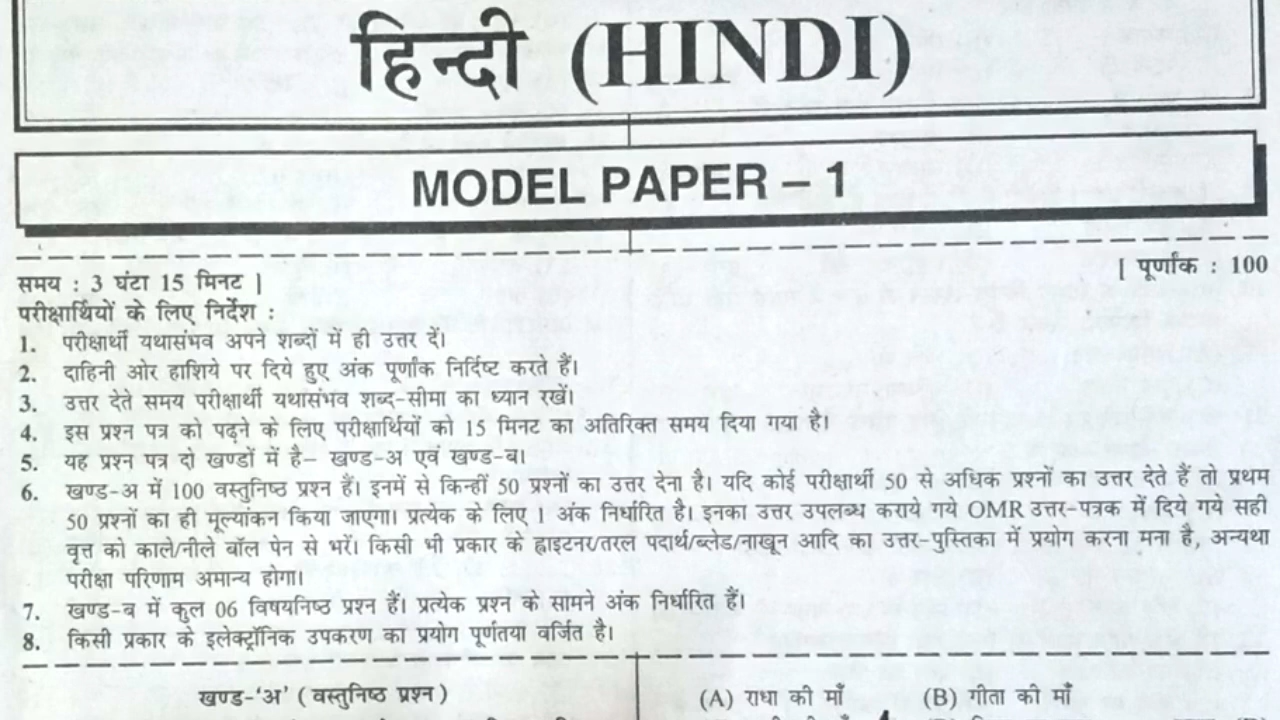 हिन्दी (HINDI)
MODEL PAPER – 1
समय : 3 घंटा 15 मिनट ]
[ पूर्णांक : 100
परीक्षार्थियों के लिए निर्देश :
1. परीक्षार्थी यथासंभव अपने शब्दों में ही उत्तर दें।
2. दाहिनी ओर हाशिये पर दिये हुए अंक पूर्णांक निर्दिष्ट करते हैं।
3. उत्तर देते समय परीक्षार्थी यथासंभव शब्द-सीमा का ध्यान रखें।
4. इस प्रश्न पत्र को पढ़ने के लिए परीक्षार्थियों को 15 मिनट का अतिरिक्त समय दिया गया है।
5. यह प्रश्न पत्र दो खण्डों में है– खण्ड-अ एवं खण्ड-ब।
6. खण्ड-अ में 100 वस्तुनिष्ठ प्रश्न हैं। इनमें से किन्हीं 50 प्रश्नों का उत्तर देना है। यदि कोई परीक्षार्थी 50 से अधिक प्रश्नों का उत्तर देते हैं तो प्रथम
50 प्रश्नों का ही मूल्यांकन किया जाएगा। प्रत्येक के लिए 1 अंक निर्धारित है। इनका उत्तर उपलब्ध कराये गये OMR उत्तर-पत्रक में दिये गये सही
वृत्त को काले/नीले बॉल पेन से भरें। किसी भी प्रकार के ह्वाइटनर/तरल पदार्थ/ब्लेड/नाखून आदि का उत्तर-पुस्तिका में प्रयोग करना मना है, अन्यथा
परीक्षा परिणाम अमान्य होगा।
7. खण्ड-ब में कुल 06 विषयनिष्ठ प्रश्न हैं। प्रत्येक प्रश्न के सामने अंक निर्धारित हैं।
8. किसी प्रकार के इलेक्ट्रॉनिक उपकरण का प्रयोग पूर्णतया वर्जित है।
खण्ड-‘अ’ (वस्तुनिष्ठ प्रश्न)
(A) राधा की माँ (B) गीता की माँ